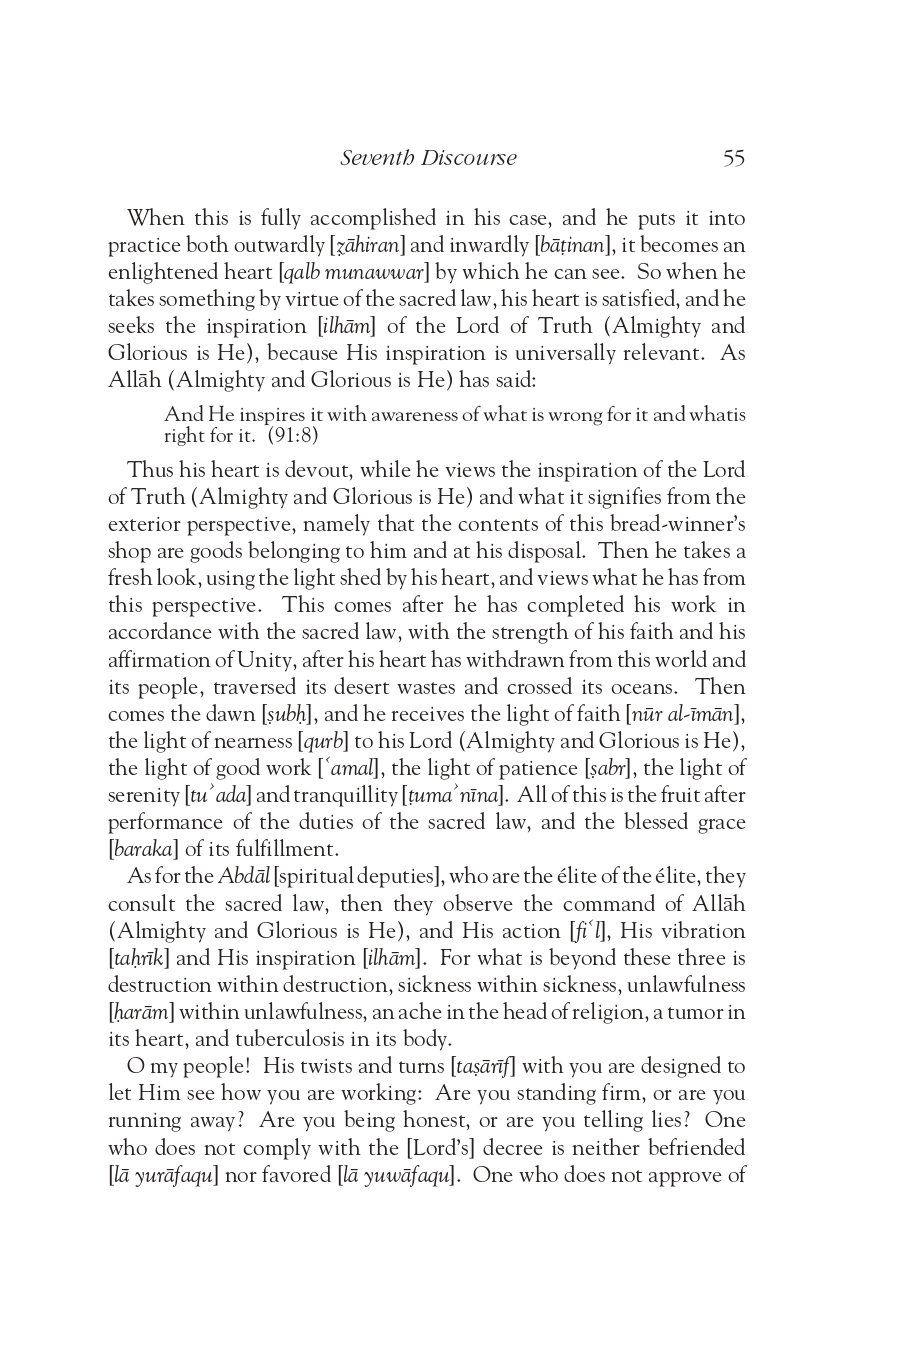 Seventh Discourse 55
When this is fully accomplished in his case, and he puts it into
practice both outwardly [ẓāhiran] and inwardly [bāṭinan], it becomes an
enlightened heart [qalb munawwar] by which he can see. So when he
takes something by virtue of the sacred law, his heart is satisfied, and he
seeks the inspiration [ilhām] of the Lord of Truth (Almighty and
Glorious is He), because His inspiration is universally relevant. As
Allāh (Almighty and Glorious is He) has said:
And He inspires it with awareness of what is wrong for it and whatis
right for it. (91:8)
Thus his heart is devout, while he views the inspiration of the Lord
of Truth (Almighty and Glorious is He) and what it signifies from the
exterior perspective, namely that the contents of this bread-winner’s
shop are goods belonging to him and at his disposal. Then he takes a
fresh look, using the light shed by his heart, and views what he has from
this perspective. This comes after he has completed his work in
accordance with the sacred law, with the strength of his faith and his
affirmation of Unity, after his heart has withdrawn from this world and
its people, traversed its desert wastes and crossed its oceans. Then
comes the dawn [ṣubḥ], and he receives the light of faith [nūr al-īmān],
the light of nearness [qurb] to his Lord (Almighty and Glorious is He),
the light of good work [ʿamal], the light of patience [ṣabr], the light of
serenity [tuʾada] and tranquillity [ṭumaʾnīna]. All of this is the fruit after
performance of the duties of the sacred law, and the blessed grace
[baraka] of its fulfillment.
As for the Abdāl [spiritual deputies], who are the élite of the élite, they
consult the sacred law, then they observe the command of Allāh
(Almighty and Glorious is He), and His action [fiʿl], His vibration
[taḥrīk] and His inspiration [ilhām]. For what is beyond these three is
destruction within destruction, sickness within sickness, unlawfulness
[ḥarām] within unlawfulness, an ache in the head of religion, a tumor in
its heart, and tuberculosis in its body.
O my people! His twists and turns [taṣārīf] with you are designed to
let Him see how you are working: Are you standing firm, or are you
running away? Are you being honest, or are you telling lies? One
who does not comply with the [Lord’s] decree is neither befriended
[lā yurāfaqu] nor favored [lā yuwāfaqu]. One who does not approve of